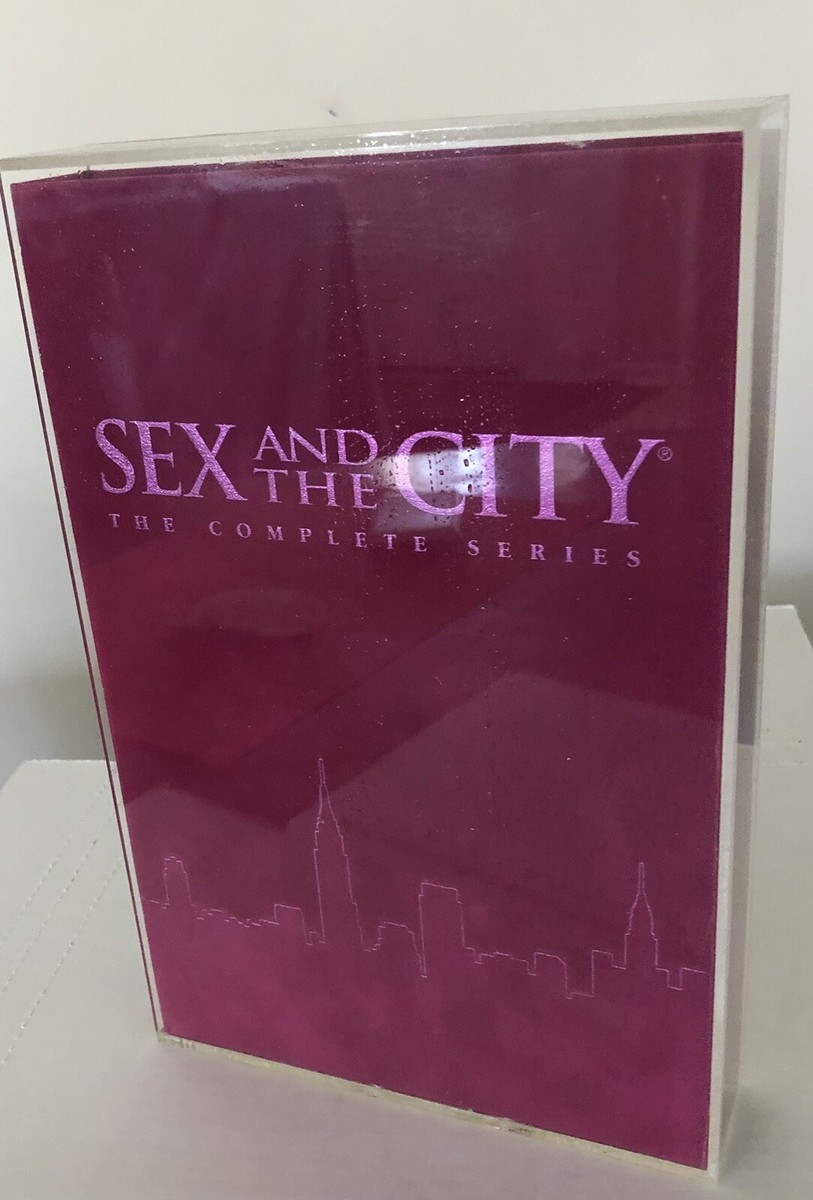 SEX AND THE CITY®
THE COMPLETE SERIES